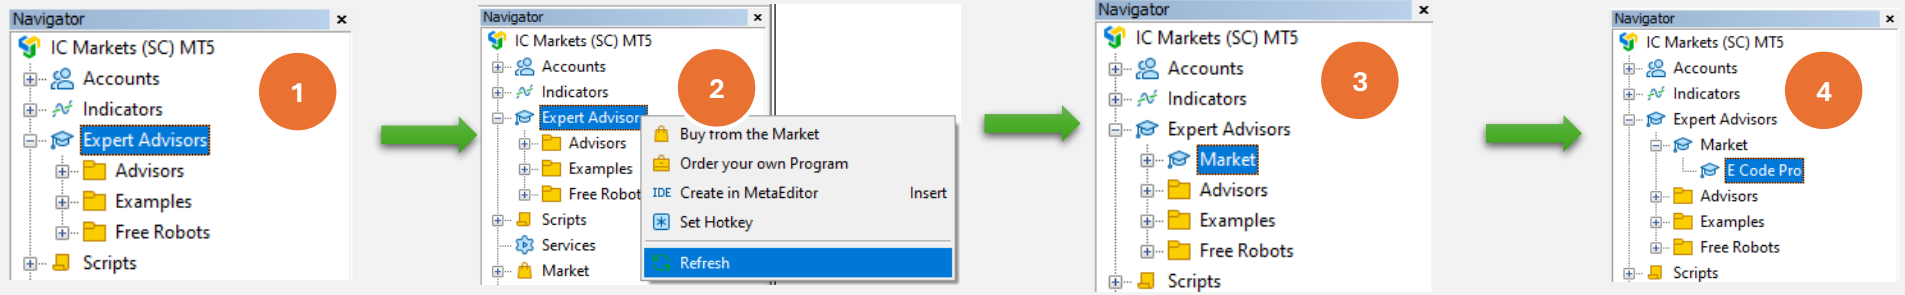 Navigator
IC Markets (SC) MT5
Accounts
Indicators
Expert Advisors
Advisors
Examples
Free Robots
Scripts
1
Navigator
IC Markets (SC) MT5
Accounts
Indicators
Expert Advisor
Advisors
Examples
Free Robot
Scripts
Services
Market
2
Buy from the Market
Order your own Program
IDE Create in MetaEditor Insert
Set Hotkey
Refresh
Navigator
IC Markets (SC) MT5
Accounts
Indicators
Expert Advisors
Market
Advisors
Examples
Free Robots
Scripts
3
Navigator
IC Markets (SC) MT5
Accounts
Indicators
Expert Advisors
Market
E Code Pro
Advisors
Examples
Free Robots
Scripts
4